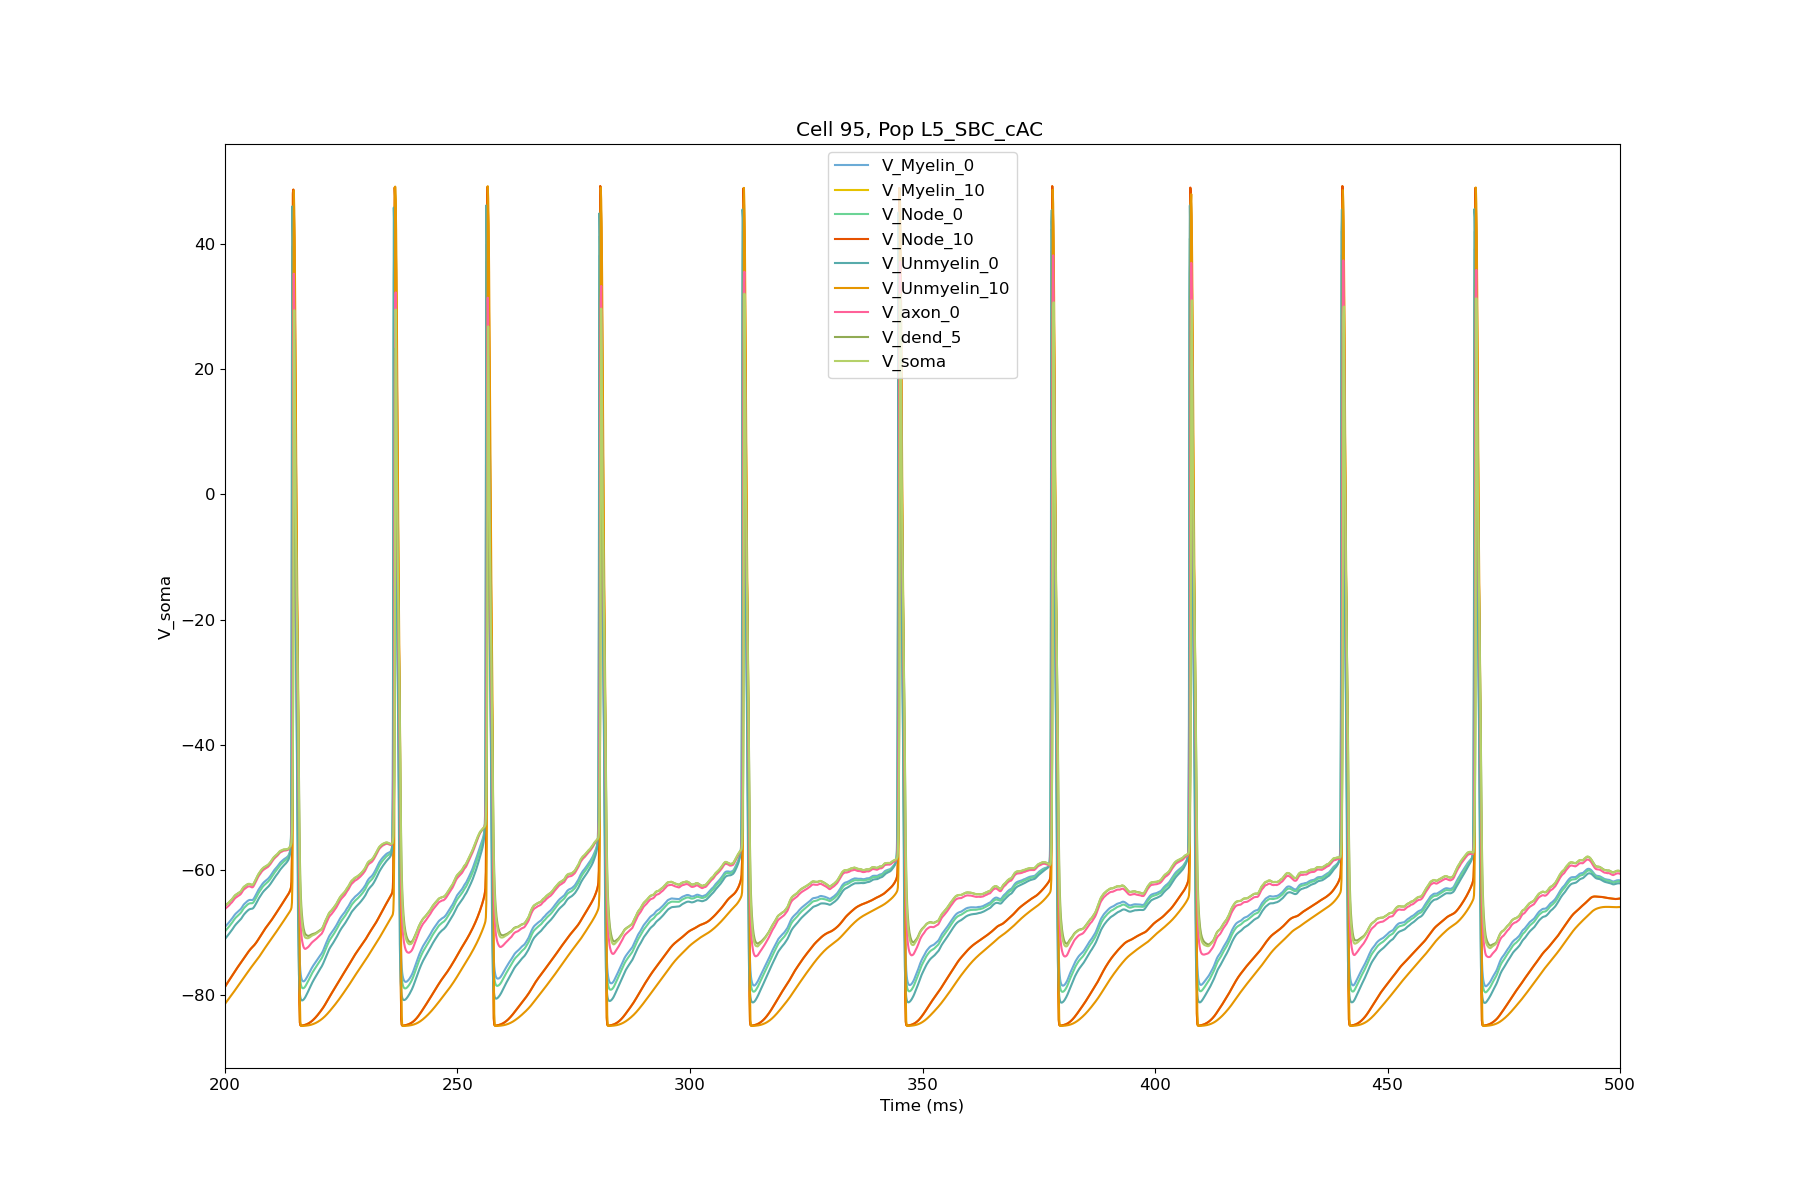 Cell 95, Pop L5_SBC_cAC
V_Myelin_0
V_Myelin_10
V_Node_0
V_Node_10
V_Unmyelin_0
V_Unmyelin_10
V_axon_0
V_dend_5
V_soma
40
20
0
−20
−40
−60
−80
V_soma
200 250 300 350 400 450 500
Time (ms)